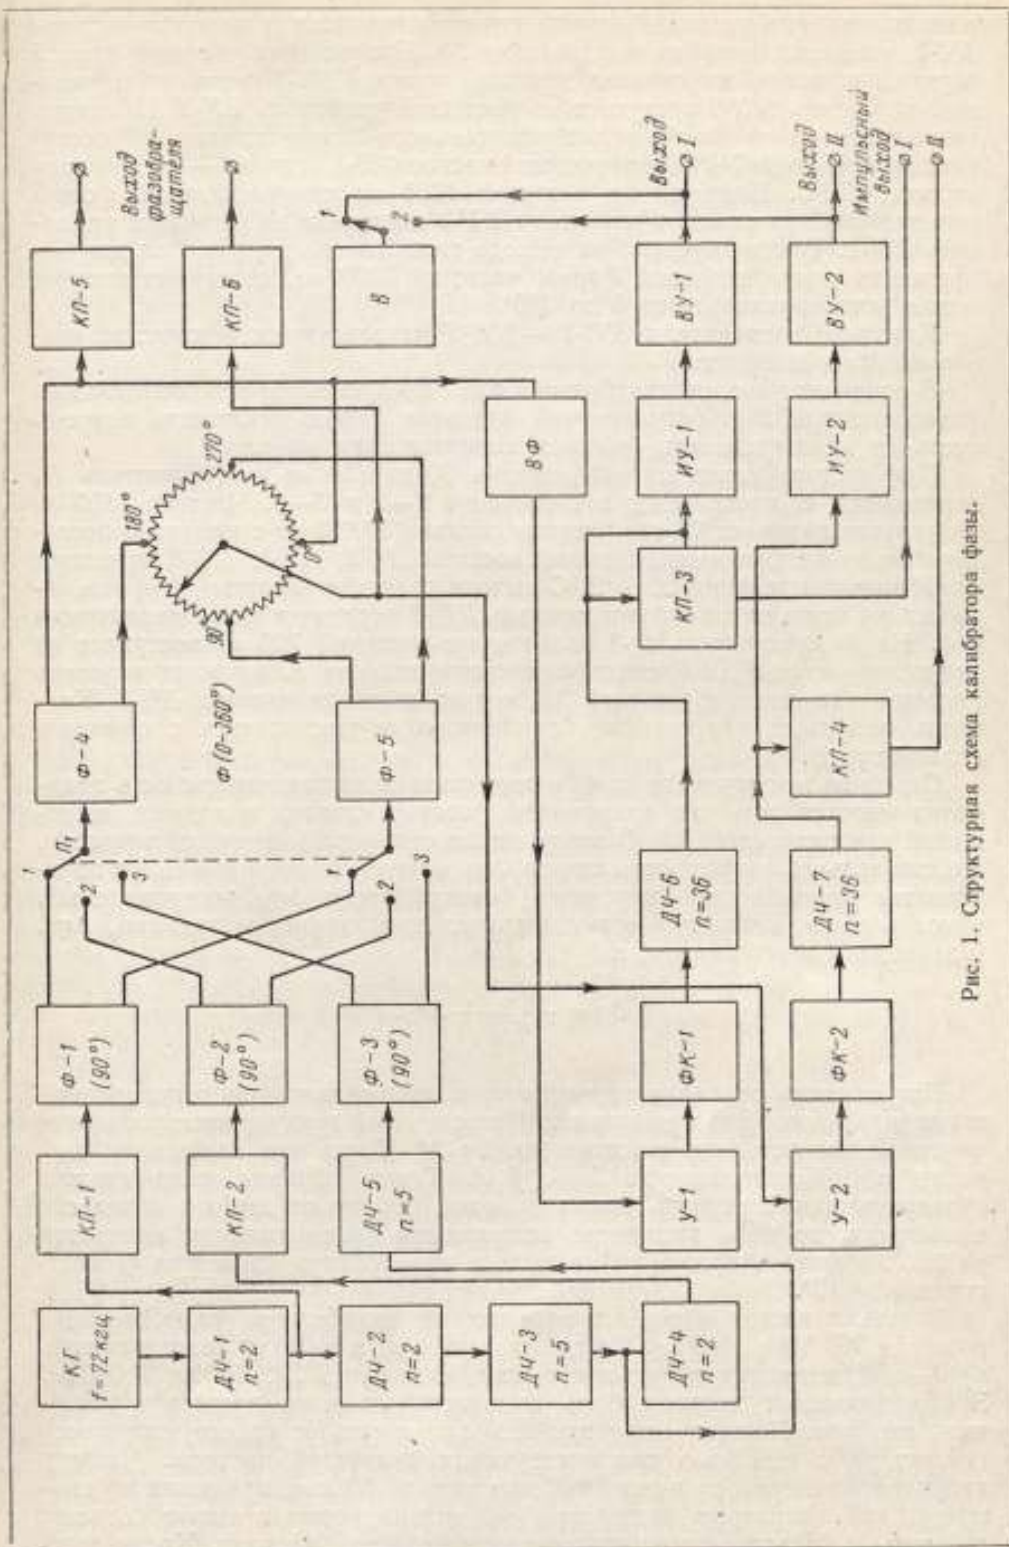 КГ
f=72кгц
ДЧ-1
n=2
ДЧ-2
n=2
ДЧ-3
n=5
ДЧ-4
n=2
КП-1
КП-2
ДЧ-5
n=5
Ф-1
(90°)
Ф-2
(90°)
Ф-3
(90°)
1
П₁
2
3
1
2
3
Ф-4
Ф(0-360°)
Ф-5
180°
90°
270°
0°
КП-5
КП-6
Выход
фазовра-
щателя
У-1
ФК-1
ДЧ-6
n=36
КП-3
ВФ
ИУ-1
ВУ-1
В
1
2
Выход
I
У-2
ФК-2
ДЧ-7
n=36
КП-4
ИУ-2
ВУ-2
Выход
II
Импульсный
выход
I
II
Рис. 1. Структурная схема калибратора фазы.